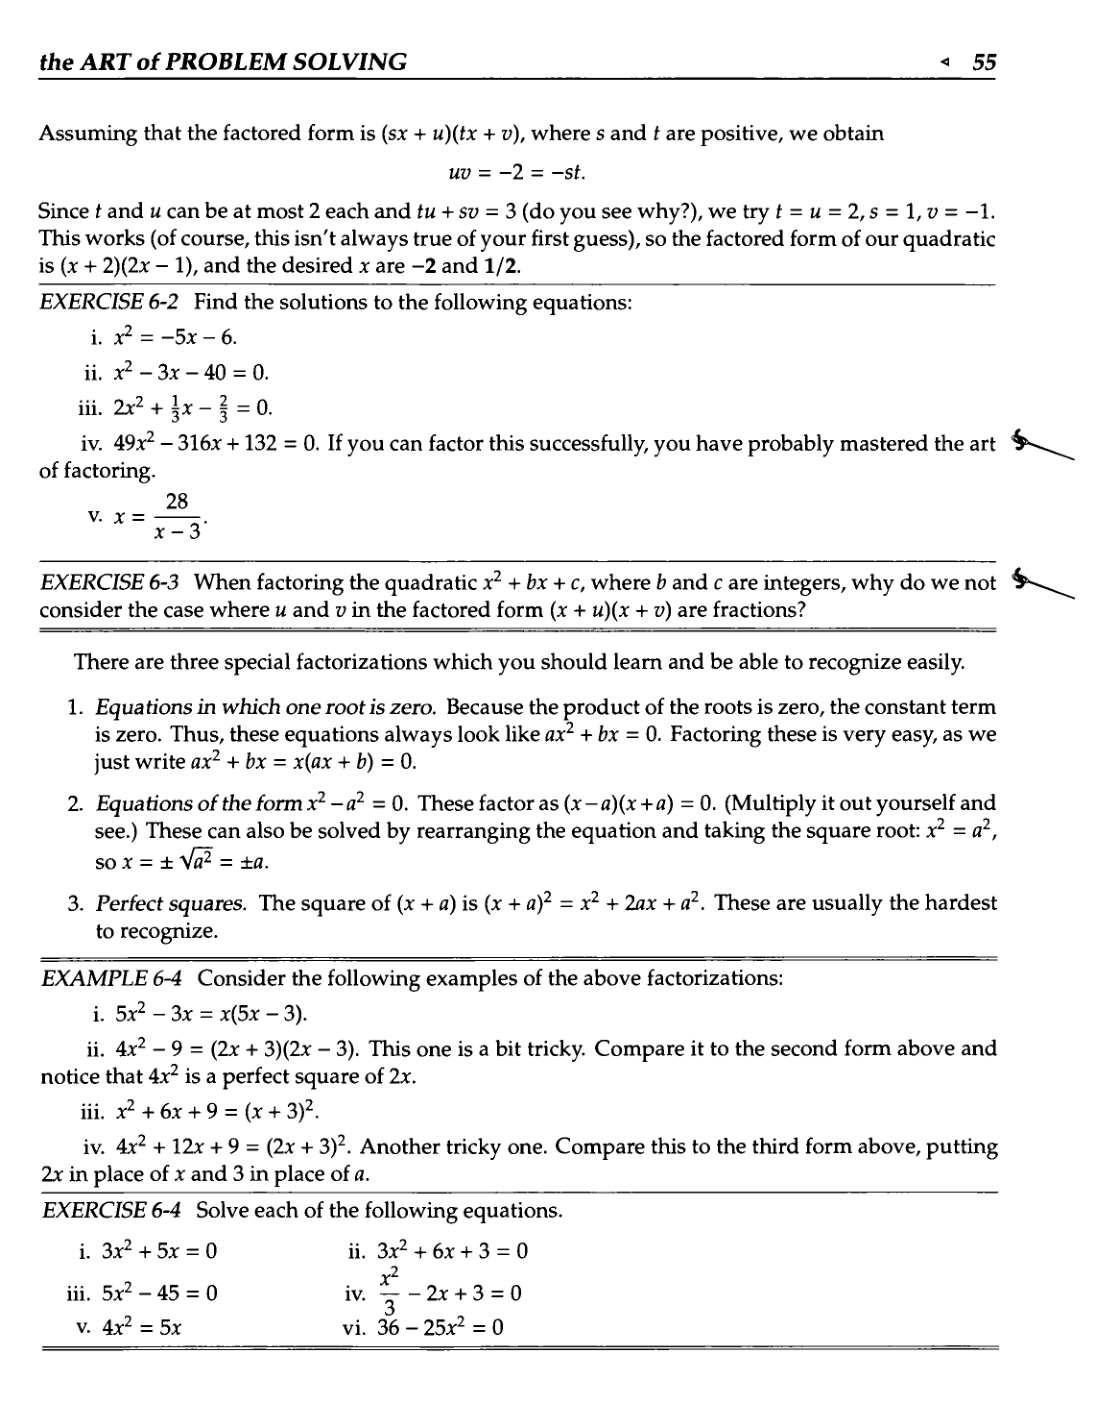 the ART of PROBLEM SOLVING ◃ 55
Assuming that the factored form is (sx + u)(tx + v), where s and t are positive, we obtain
uv = −2 = −st.
Since t and u can be at most 2 each and tu + sv = 3 (do you see why?), we try t = u = 2, s = 1, v = −1.
This works (of course, this isn't always true of your first guess), so the factored form of our quadratic
is (x + 2)(2x − 1), and the desired x are −2 and 1/2.
EXERCISE 6-2 Find the solutions to the following equations:
i. x² = −5x − 6.
ii. x² − 3x − 40 = 0.
iii. 2x² + 1/3x − 2/3 = 0.
iv. 49x² − 316x + 132 = 0. If you can factor this successfully, you have probably mastered the art
of factoring.
v. x = 28/(x − 3).
EXERCISE 6-3 When factoring the quadratic x² + bx + c, where b and c are integers, why do we not
consider the case where u and v in the factored form (x + u)(x + v) are fractions?
There are three special factorizations which you should learn and be able to recognize easily.
1. Equations in which one root is zero. Because the product of the roots is zero, the constant term
is zero. Thus, these equations always look like ax² + bx = 0. Factoring these is very easy, as we
just write ax² + bx = x(ax + b) = 0.
2. Equations of the form x² − a² = 0. These factor as (x − a)(x + a) = 0. (Multiply it out yourself and
see.) These can also be solved by rearranging the equation and taking the square root: x² = a²,
so x = ± √a² = ±a.
3. Perfect squares. The square of (x + a) is (x + a)² = x² + 2ax + a². These are usually the hardest
to recognize.
EXAMPLE 6-4 Consider the following examples of the above factorizations:
i. 5x² − 3x = x(5x − 3).
ii. 4x² − 9 = (2x + 3)(2x − 3). This one is a bit tricky. Compare it to the second form above and
notice that 4x² is a perfect square of 2x.
iii. x² + 6x + 9 = (x + 3)².
iv. 4x² + 12x + 9 = (2x + 3)². Another tricky one. Compare this to the third form above, putting
2x in place of x and 3 in place of a.
EXERCISE 6-4 Solve each of the following equations.
i. 3x² + 5x = 0 ii. 3x² + 6x + 3 = 0
iii. 5x² − 45 = 0 iv. x²/3 − 2x + 3 = 0
v. 4x² = 5x vi. 36 − 25x² = 0